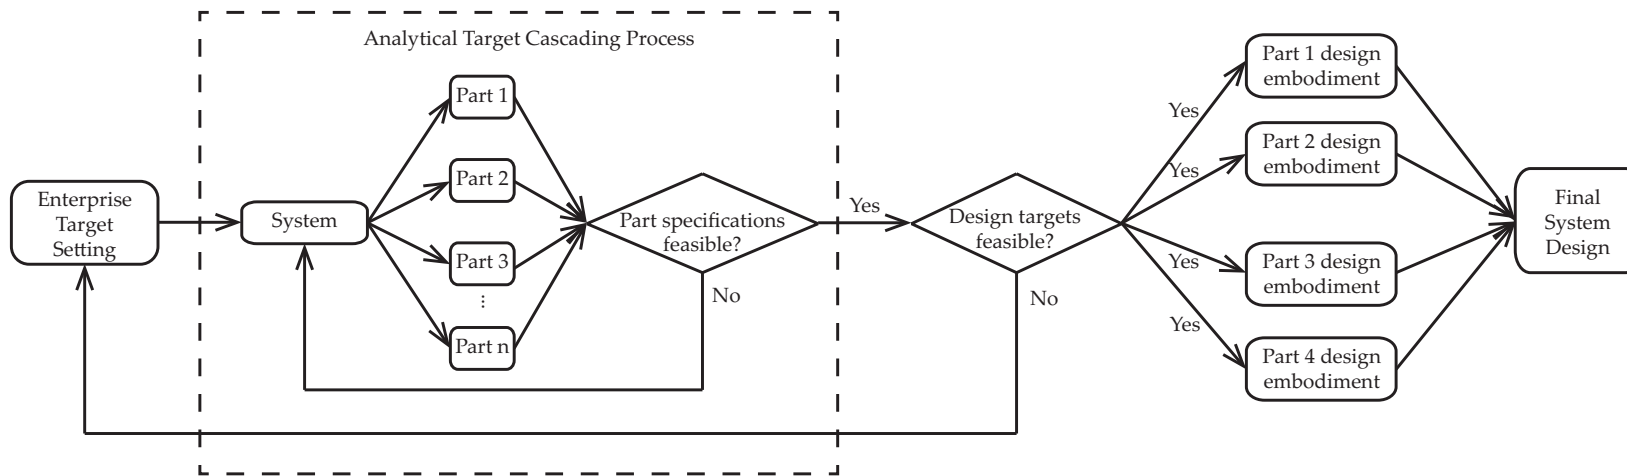 Analytical Target Cascading Process
Enterprise
Target
Setting
System
Part 1
Part 2
Part 3
...
Part n
Part specifications
feasible?
No
Yes
Design targets
feasible?
No
Yes
Yes
Yes
Yes
Part 1 design
embodiment
Part 2 design
embodiment
Part 3 design
embodiment
Part 4 design
embodiment
Final
System
Design